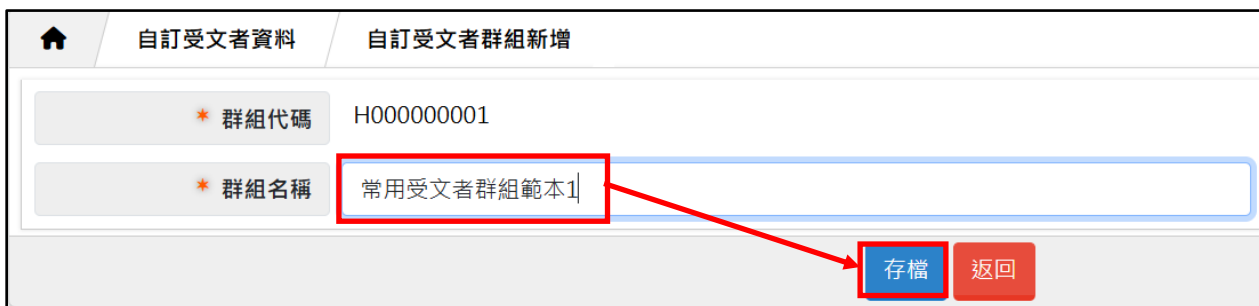 自訂受文者資料 自訂受文者群組新增
* 群組代碼 H000000001
* 群組名稱 常用受文者群組範本1
存檔 返回